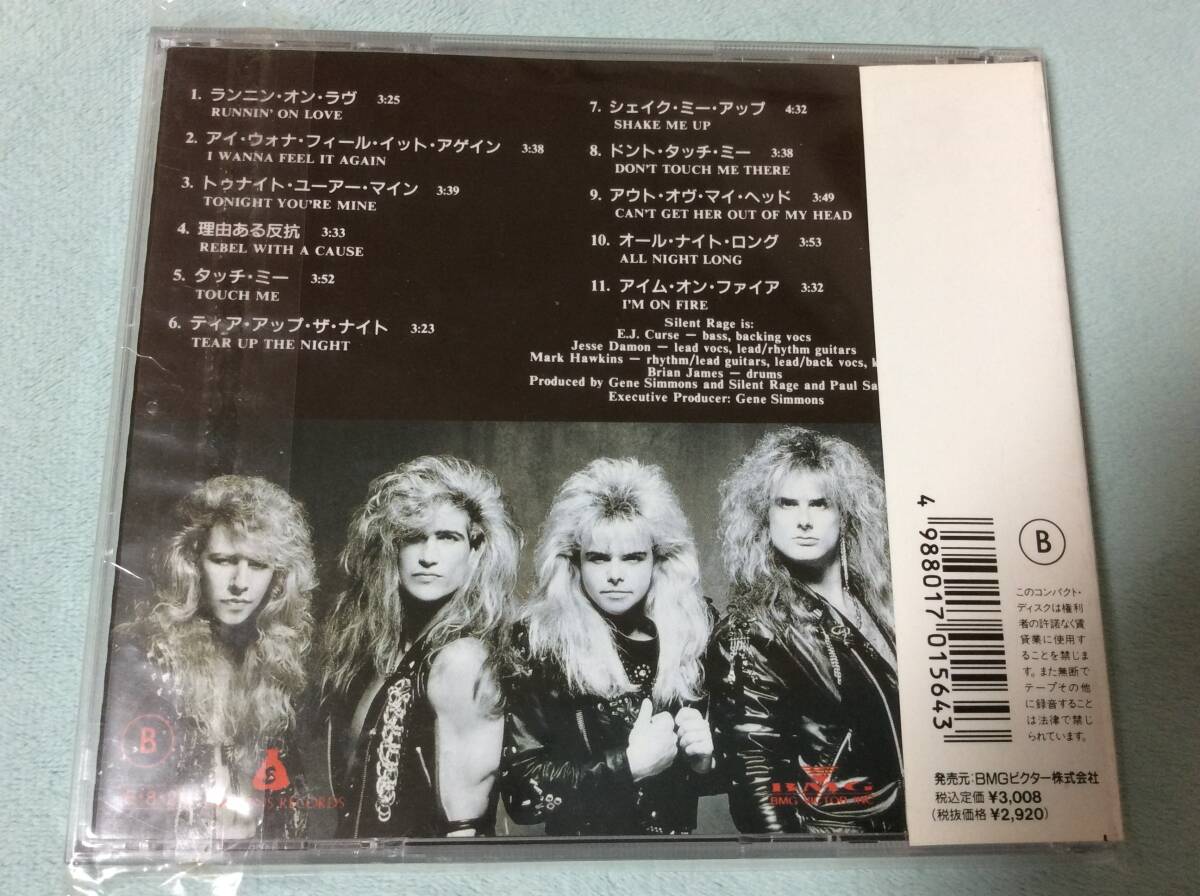 1. ランニン・オン・ラヴ 3:25
RUNNIN' ON LOVE
2. アイ・ウォナ・フィール・イット・アゲイン 3:38
I WANNA FEEL IT AGAIN
3. トゥナイト・ユーアー・マイン 3:39
TONIGHT YOU'RE MINE
4. 理由ある反抗 3:33
REBEL WITH A CAUSE
5. タッチ・ミー 3:52
TOUCH ME
6. ティア・アップ・ザ・ナイト 3:23
TEAR UP THE NIGHT
7. シェイク・ミー・アップ 4:32
SHAKE ME UP
8. ドント・タッチ・ミー 3:38
DON'T TOUCH ME THERE
9. アウト・オヴ・マイ・ヘッド 3:49
CAN'T GET HER OUT OF MY HEAD
10. オール・ナイト・ロング 3:53
ALL NIGHT LONG
11. アイム・オン・ファイア 3:32
I'M ON FIRE
Silent Rage is:
E.J. Curse — bass, backing vocs
Jesse Damon — lead vocs, lead/rhythm guitars
Mark Hawkins — rhythm/lead guitars, lead/back vocs, k
Brian James — drums
Produced by Gene Simmons and Silent Rage and Paul Sa
Executive Producer: Gene Simmons
B
RECORDS
BMG
BMG VICTOR INC
4 988017 015643
B
このコンパクト・
ディスクは権利
者の許諾なく賃
貸業に使用す
ることを禁じま
す。また無断で
テープその他
に録音すること
は法律で禁じ
られています。
発売元:BMGビクター株式会社
税込定価 ¥3,008
(税抜価格 ¥2,920)